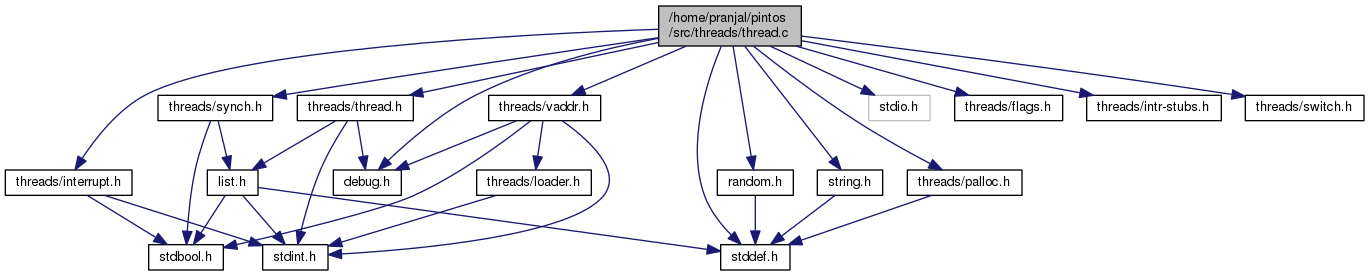 /home/pranjal/pintos
/src/threads/thread.c
threads/synch.h
threads/thread.h
threads/vaddr.h
stdio.h
threads/flags.h
threads/intr-stubs.h
threads/switch.h
threads/interrupt.h
list.h
debug.h
threads/loader.h
random.h
string.h
threads/palloc.h
stdbool.h
stdint.h
stddef.h